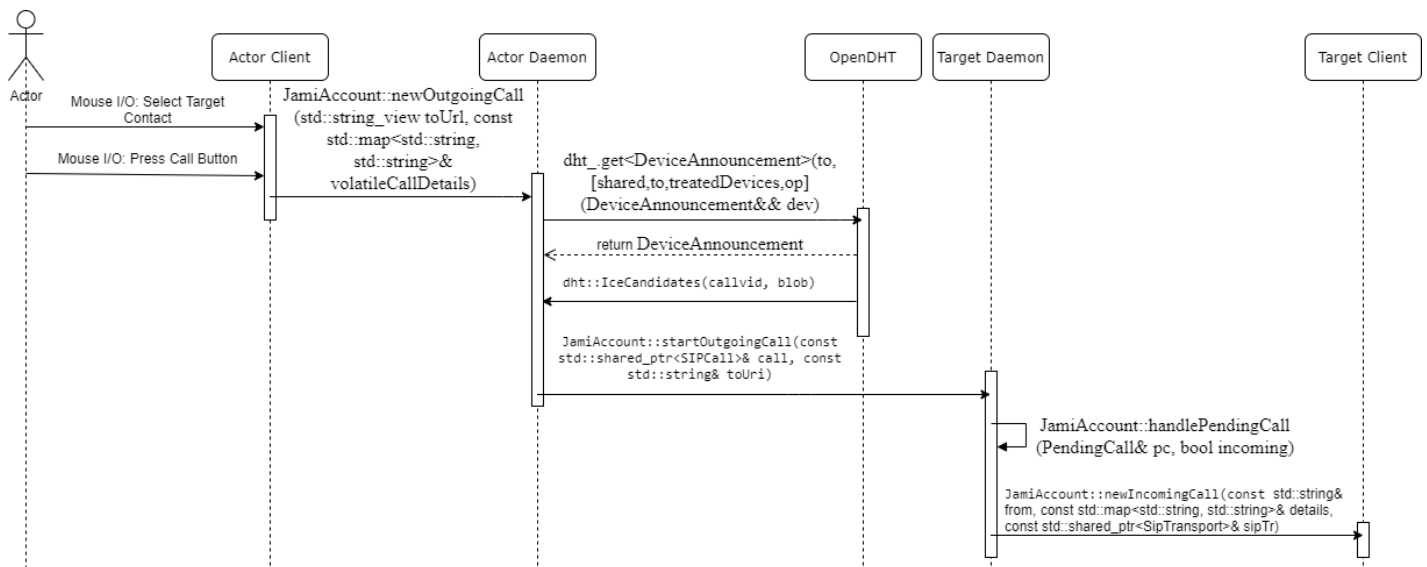 Actor
Actor Client
Actor Daemon
OpenDHT
Target Daemon
Target Client
Mouse I/O: Select Target
Contact
Mouse I/O: Press Call Button
JamiAccount::newOutgoingCall
(std::string_view toUrl, const
std::map<std::string,
std::string>&
volatileCallDetails)
dht_.get<DeviceAnnouncement>(to,
[shared,to,treatedDevices,op]
(DeviceAnnouncement&& dev)
return DeviceAnnouncement
dht::IceCandidates(callvid, blob)
JamiAccount::startOutgoingCall(const
std::shared_ptr<SIPCall>& call, const
std::string& toUri)
JamiAccount::handlePendingCall
(PendingCall& pc, bool incoming)
JamiAccount::newIncomingCall(const std::string&
from, const std::map<std::string, std::string>& details,
const std::shared_ptr<SipTransport>& sipTr)